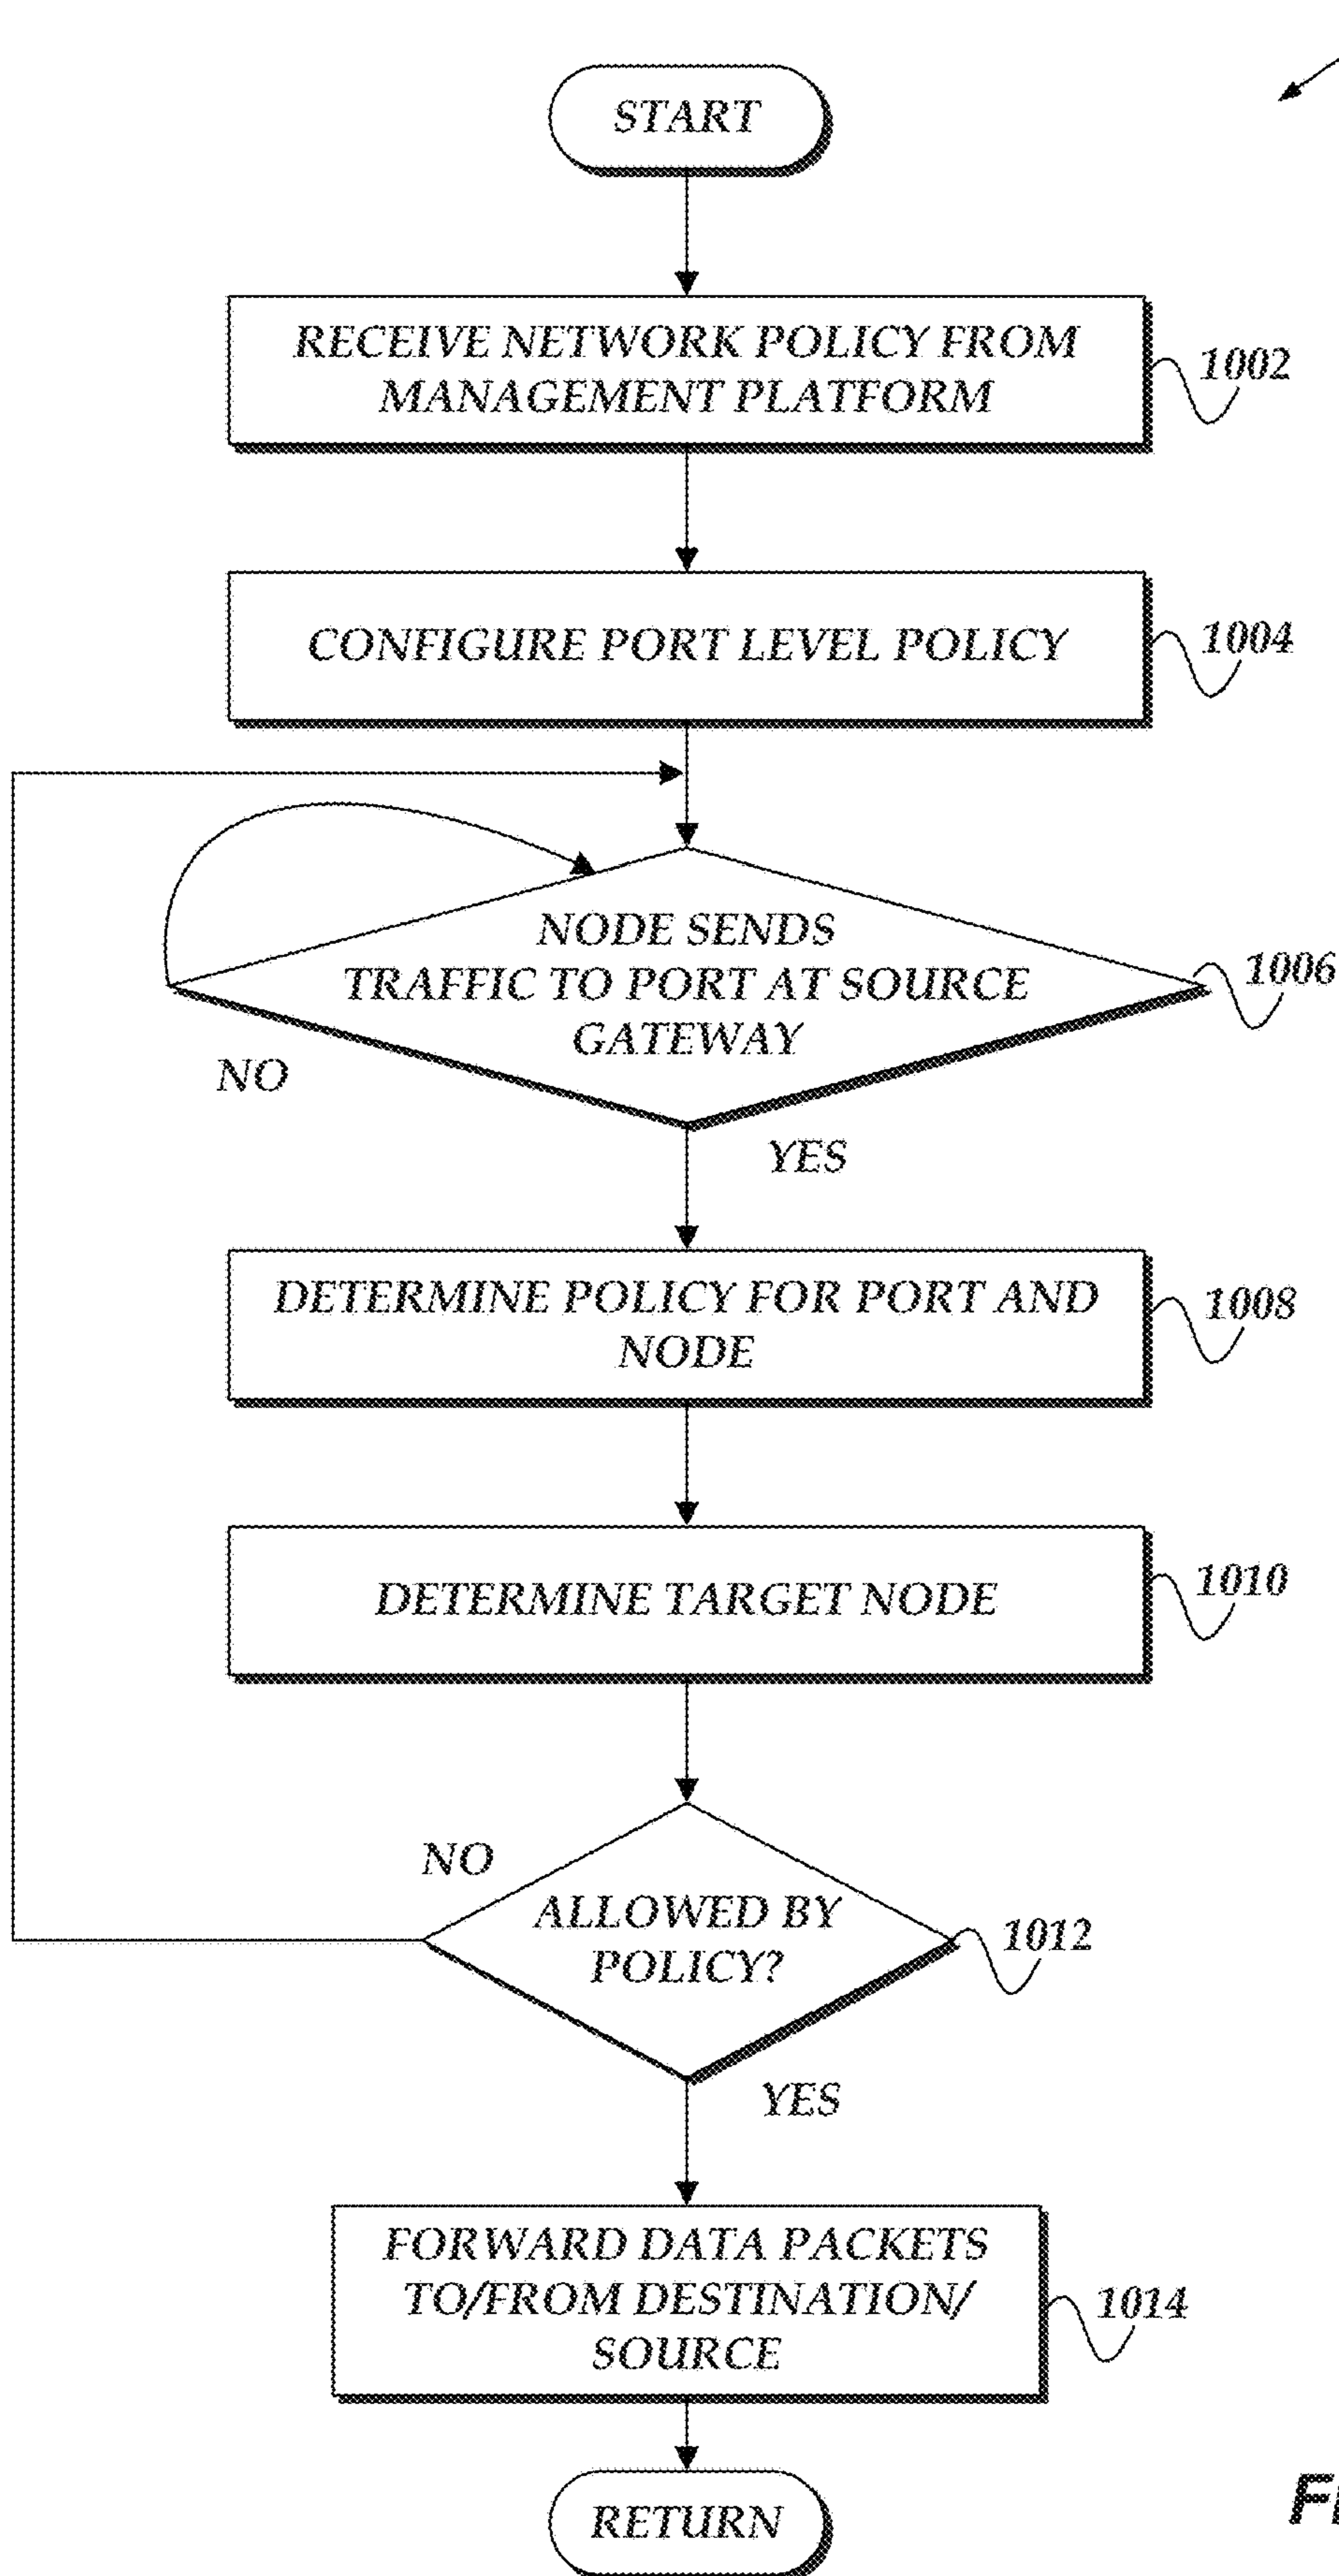 START
RECEIVE NETWORK POLICY FROM
MANAGEMENT PLATFORM
1002
CONFIGURE PORT LEVEL POLICY
1004
NODE SENDS
TRAFFIC TO PORT AT SOURCE
GATEWAY
1006
NO
YES
DETERMINE POLICY FOR PORT AND
NODE
1008
DETERMINE TARGET NODE
1010
NO
ALLOWED BY
POLICY?
1012
YES
FORWARD DATA PACKETS
TO/FROM DESTINATION/
SOURCE
1014
RETURN